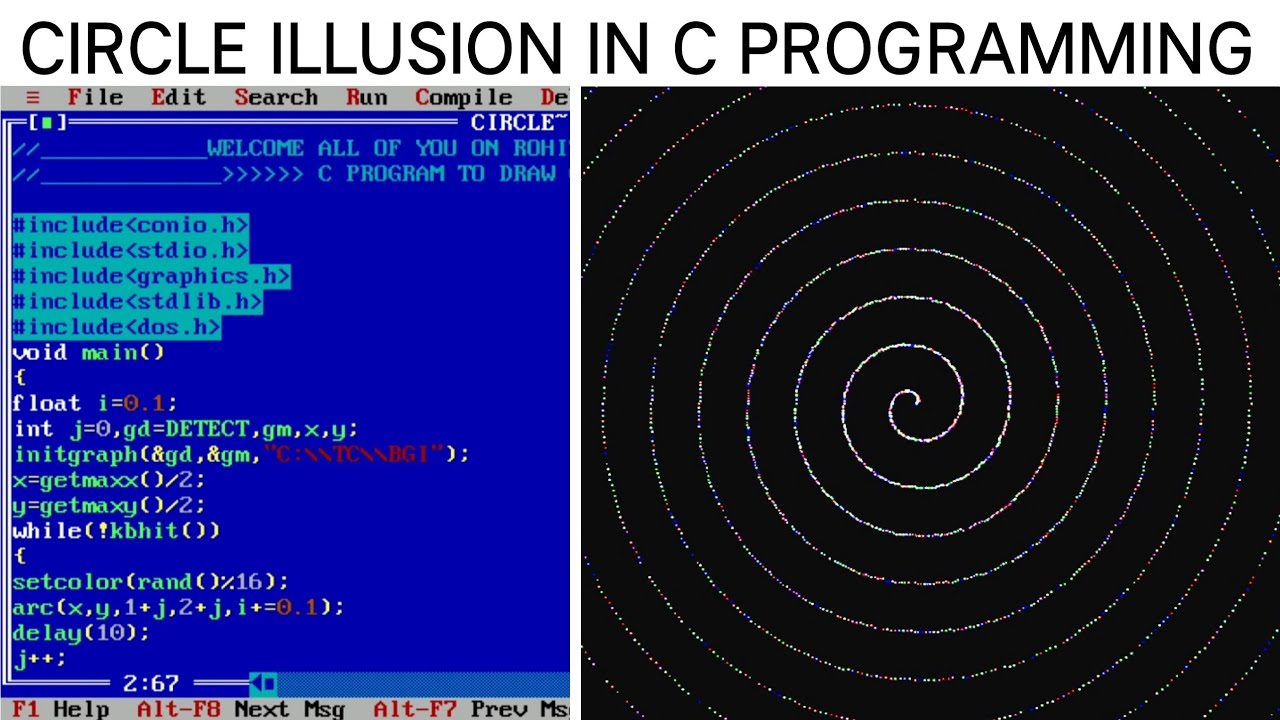 CIRCLE ILLUSION IN C PROGRAMMING
≡ File Edit Search Run Compile De
[■] CIRCLE~
//____________WELCOME ALL OF YOU ON ROHI
//_____________>>>>>> C PROGRAM TO DRAW
#include<conio.h>
#include<stdio.h>
#include<graphics.h>
#include<stdlib.h>
#include<dos.h>
void main()
{
float i=0.1;
int j=0,gd=DETECT,gm,x,y;
initgraph(&gd,&gm,"C:\\TC\\BGI");
x=getmaxx()/2;
y=getmaxy()/2;
while(!kbhit())
{
setcolor(rand()%16);
arc(x,y,1+j,2+j,i+=0.1);
delay(10);
j++;
2:67
F1 Help Alt-F8 Next Msg Alt-F7 Prev Ms